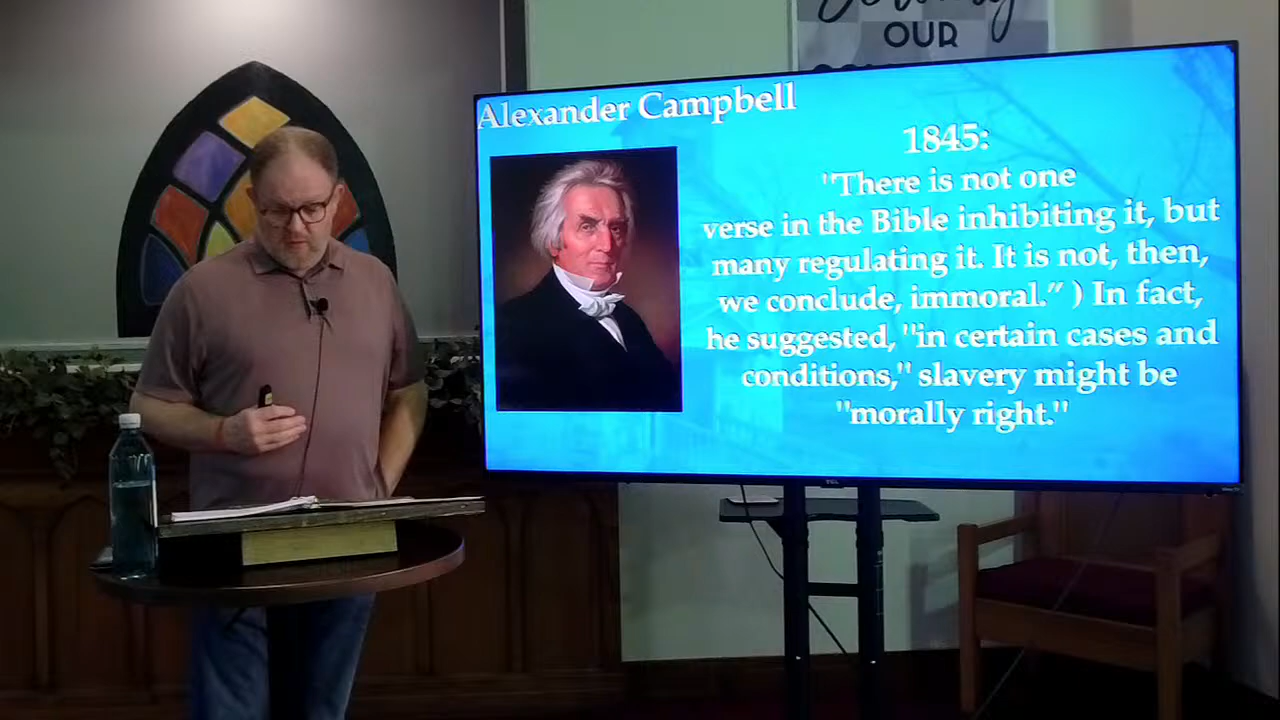 OUR
Alexander Campbell
1845:
"There is not one
verse in the Bible inhibiting it, but
many regulating it. It is not, then,
we conclude, immoral.” ) In fact,
he suggested, "in certain cases and
conditions," slavery might be
"morally right."
TCL